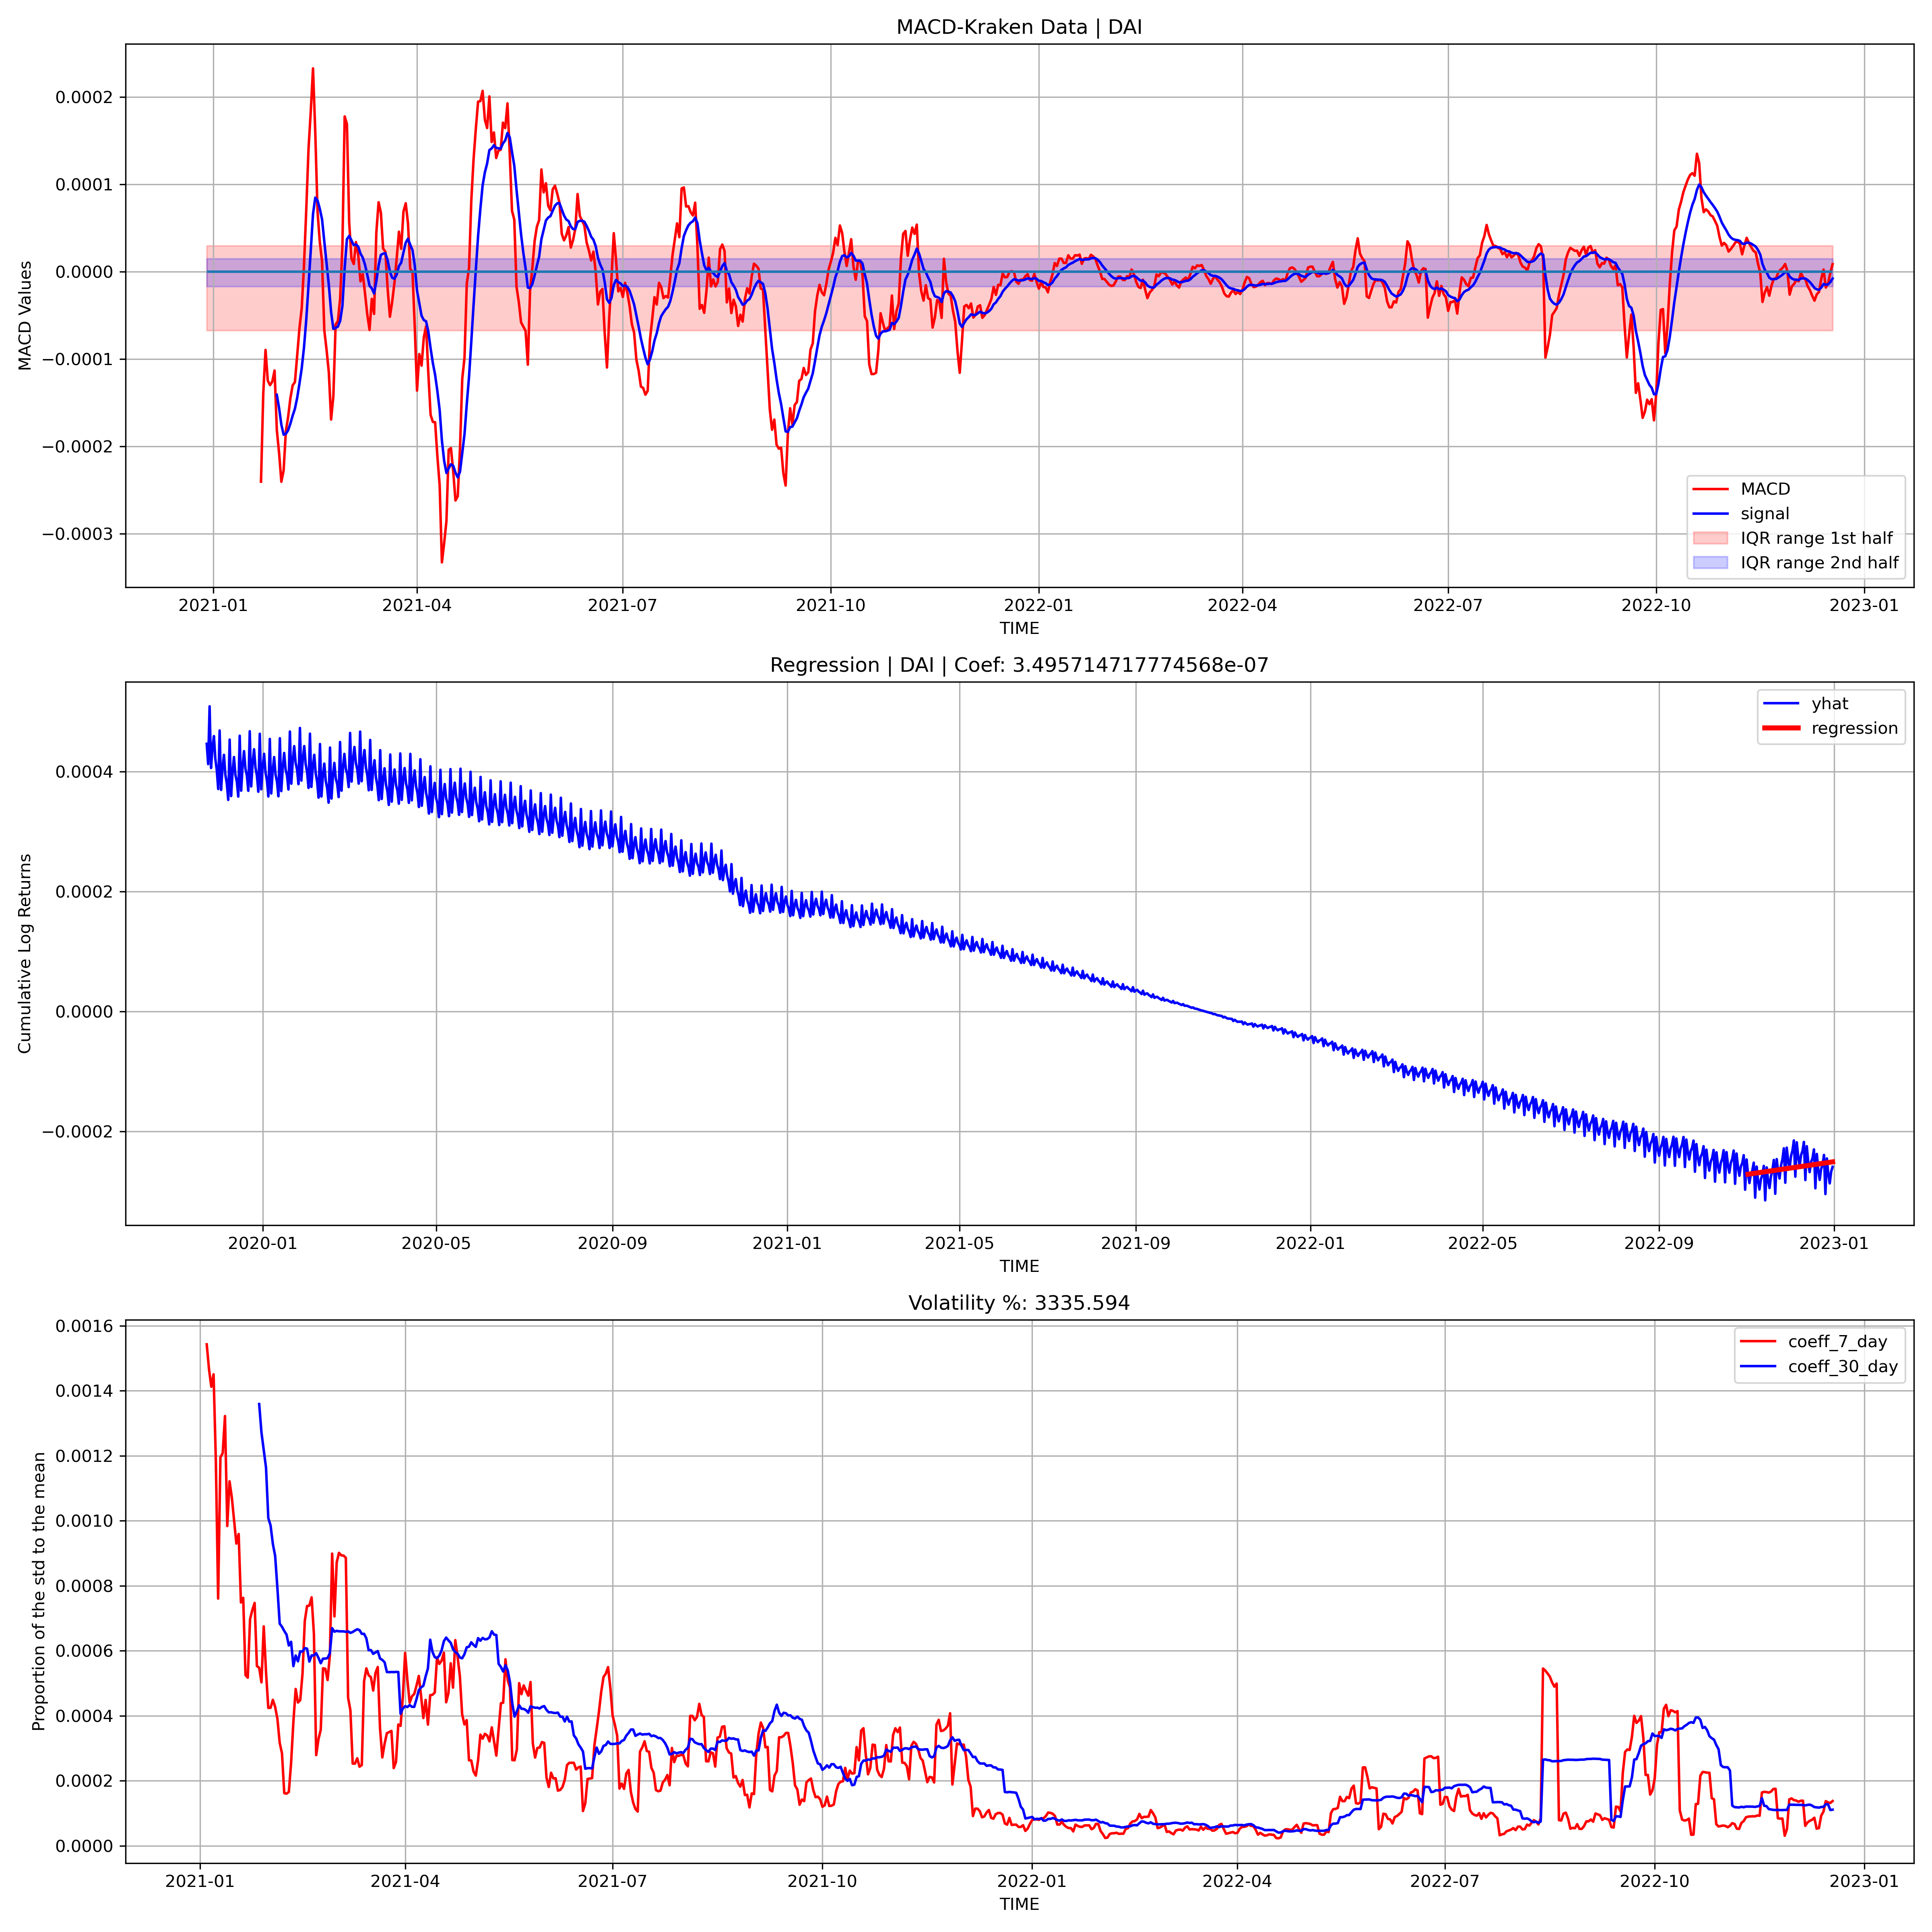 MACD-Kraken Data | DAI
MACD Values
0.0002
0.0001
0.0000
−0.0001
−0.0002
−0.0003
MACD
signal
IQR range 1st half
IQR range 2nd half
2021-01 2021-04 2021-07 2021-10 2022-01 2022-04 2022-07 2022-10 2023-01
TIME
Regression | DAI | Coef: 3.495714717774568e-07
Cumulative Log Returns
yhat
regression
0.0004
0.0002
0.0000
−0.0002
2020-01 2020-05 2020-09 2021-01 2021-05 2021-09 2022-01 2022-05 2022-09 2023-01
TIME
Volatility %: 3335.594
Proportion of the std to the mean
coeff_7_day
coeff_30_day
0.0016
0.0014
0.0012
0.0010
0.0008
0.0006
0.0004
0.0002
0.0000
2021-01 2021-04 2021-07 2021-10 2022-01 2022-04 2022-07 2022-10 2023-01
TIME